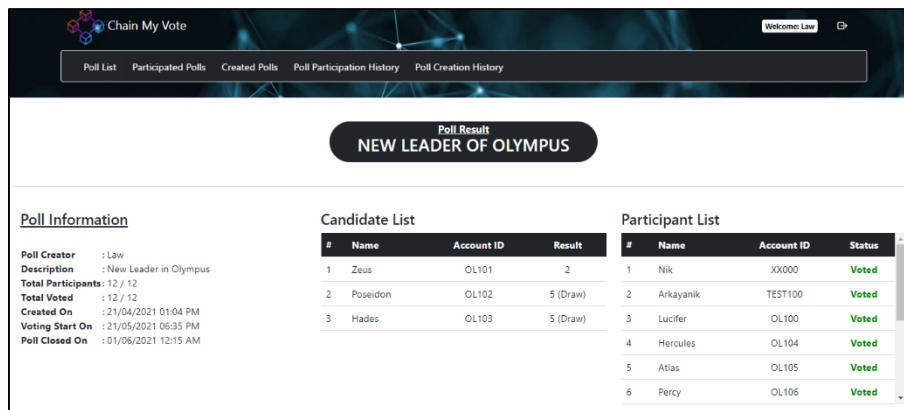 Chain My Vote
Welcome: Law
Poll List Participated Polls Created Polls Poll Participation History Poll Creation History
Poll Result
NEW LEADER OF OLYMPUS
Poll Information
Poll Creator : Law
Description : New Leader in Olympus
Total Participants : 12 / 12
Total Voted : 12 / 12
Created On : 21/04/2021 01:04 PM
Voting Start On : 21/05/2021 06:35 PM
Poll Closed On : 01/06/2021 12:15 AM
Candidate List
# Name Account ID Result
1 Zeus OL101 2
2 Poseidon OL102 5 (Draw)
3 Hades OL103 5 (Draw)
Participant List
# Name Account ID Status
1 Nik XX000 Voted
2 Arkayanik TEST100 Voted
3 Lucifer OL100 Voted
4 Hercules OL104 Voted
5 Atlas OL105 Voted
6 Percy OL106 Voted